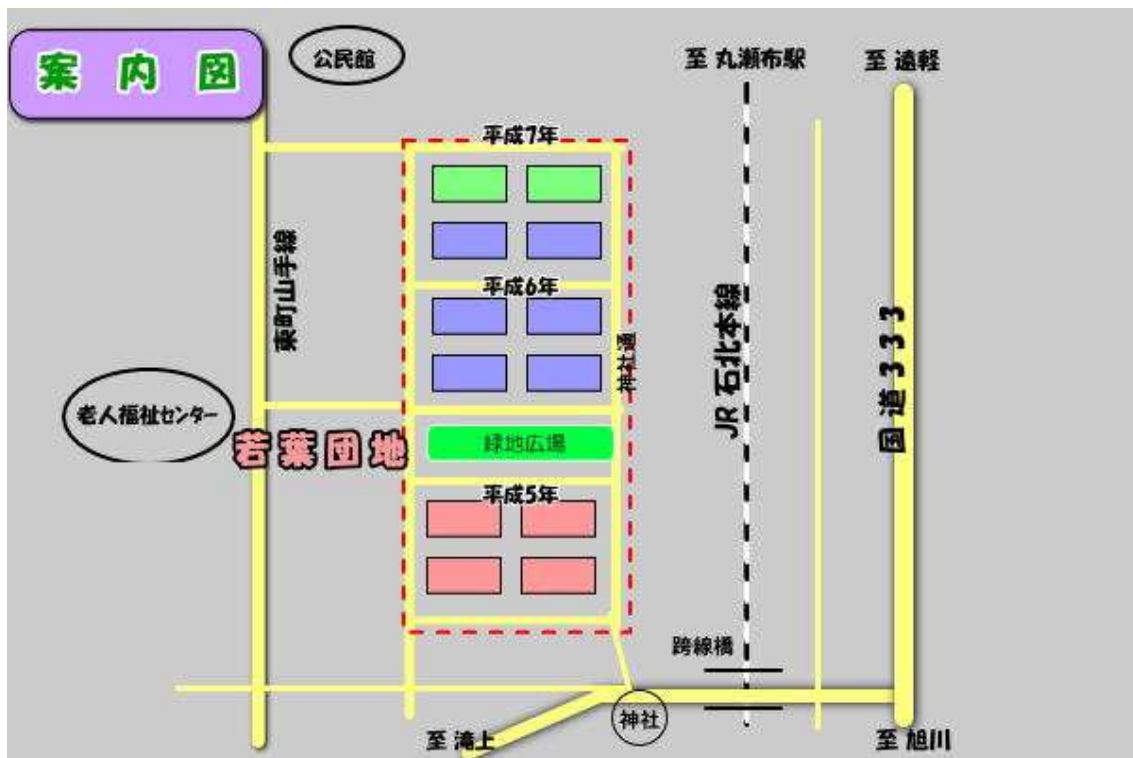 案内図
公民館
至 丸瀬布駅
至 遠軽
平成7年
東町山手線
平成6年
神社通
JR 石北本線
国道333
老人福祉センター
若葉団地
緑地広場
平成5年
跨線橋
神社
至 滝上
至 旭川